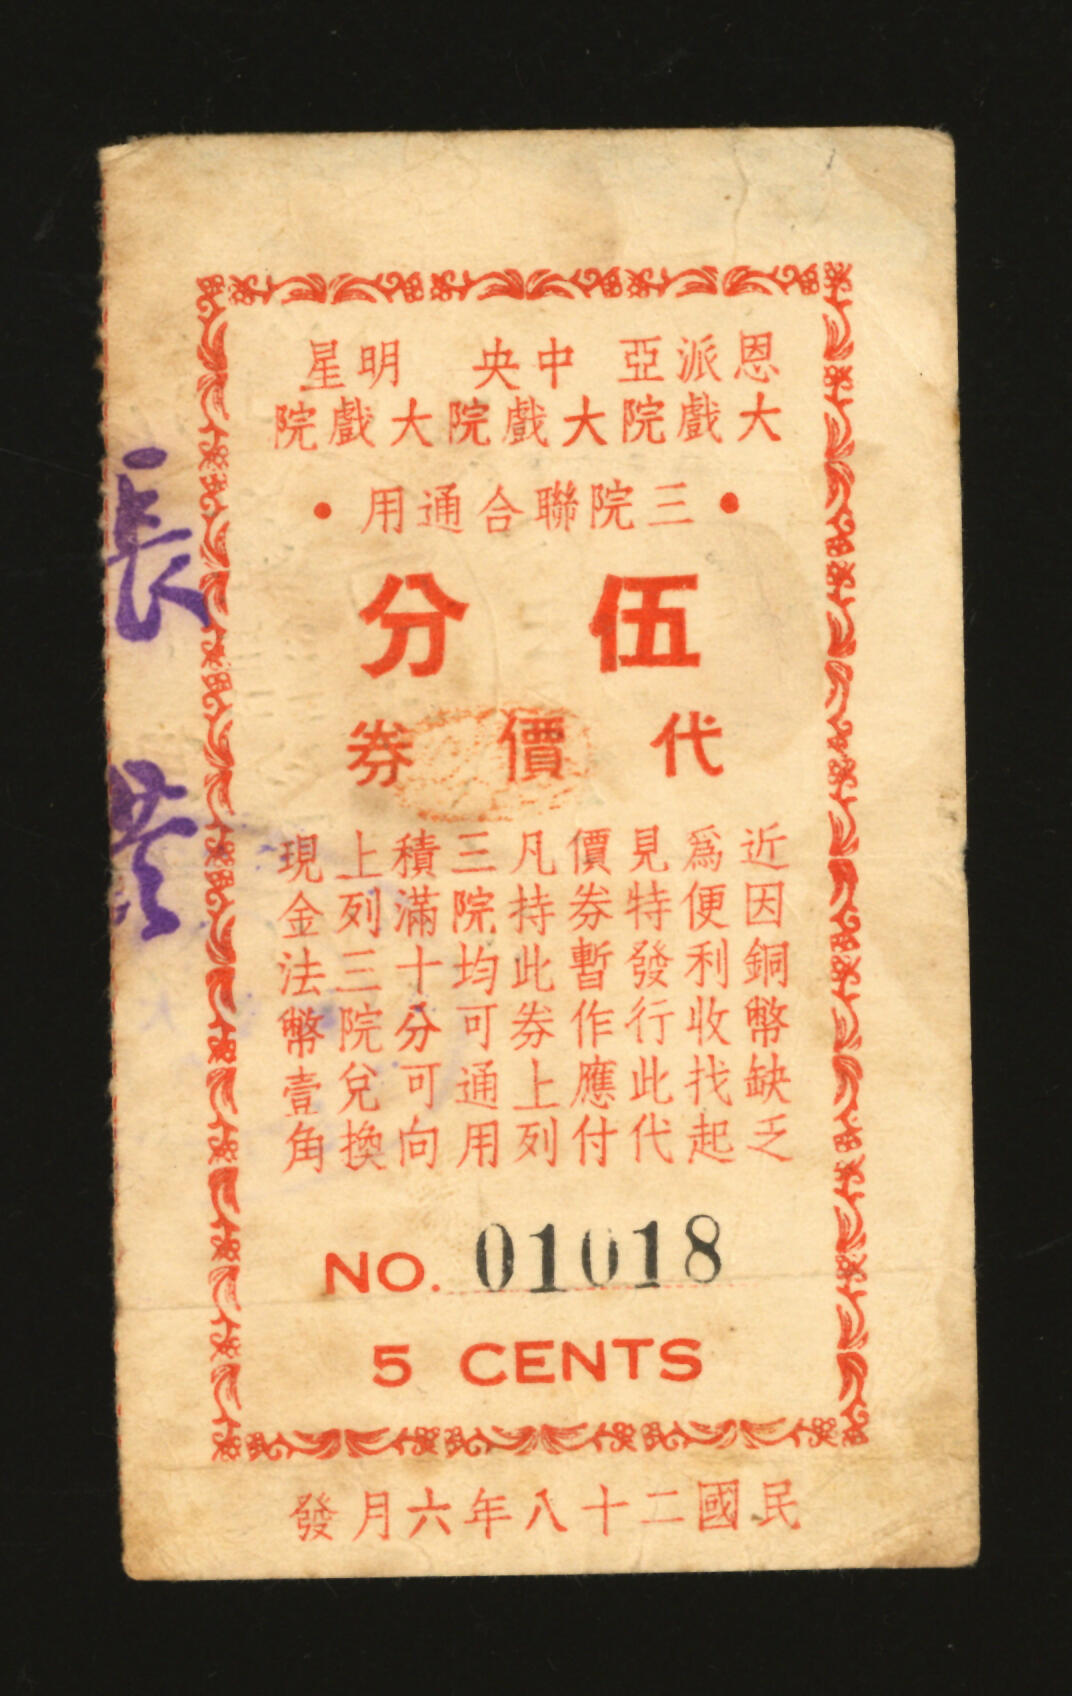 恩派亞 中央 明星
大戲院大戲院大戲院
•三院聯合通用•
伍分
代價券
近因銅幣缺乏
爲便利收找起
見特發行此代
價券暫作應付
凡持此券上列
三院均可通用
積滿十分可向
上列三院兌換
現金法幣壹角
NO. 01018
5 CENTS
民國二十八年六月發
長